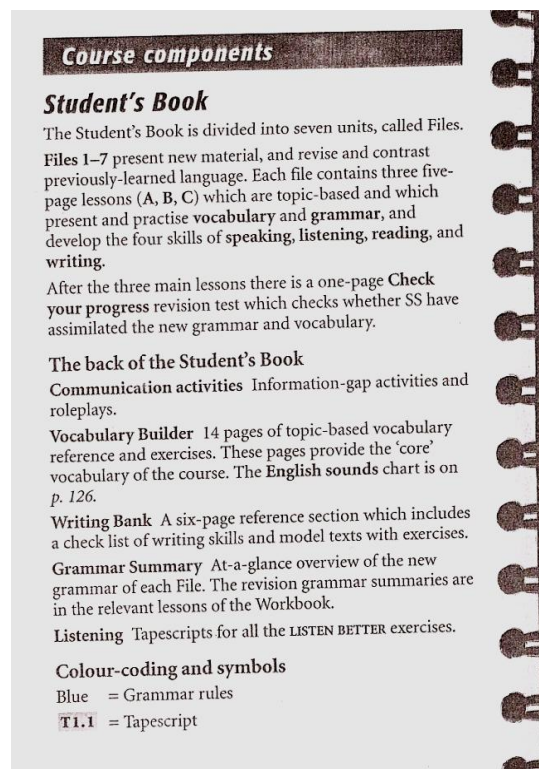 Course components
Student's Book
The Student's Book is divided into seven units, called Files.
Files 1–7 present new material, and revise and contrast
previously-learned language. Each file contains three five-
page lessons (A, B, C) which are topic-based and which
present and practise vocabulary and grammar, and
develop the four skills of speaking, listening, reading, and
writing.
After the three main lessons there is a one-page Check
your progress revision test which checks whether SS have
assimilated the new grammar and vocabulary.
The back of the Student's Book
Communication activities Information-gap activities and
roleplays.
Vocabulary Builder 14 pages of topic-based vocabulary
reference and exercises. These pages provide the ‘core’
vocabulary of the course. The English sounds chart is on
p. 126.
Writing Bank A six-page reference section which includes
a check list of writing skills and model texts with exercises.
Grammar Summary At-a-glance overview of the new
grammar of each File. The revision grammar summaries are
in the relevant lessons of the Workbook.
Listening Tapescripts for all the LISTEN BETTER exercises.
Colour-coding and symbols
Blue = Grammar rules
T1.1 = Tapescript